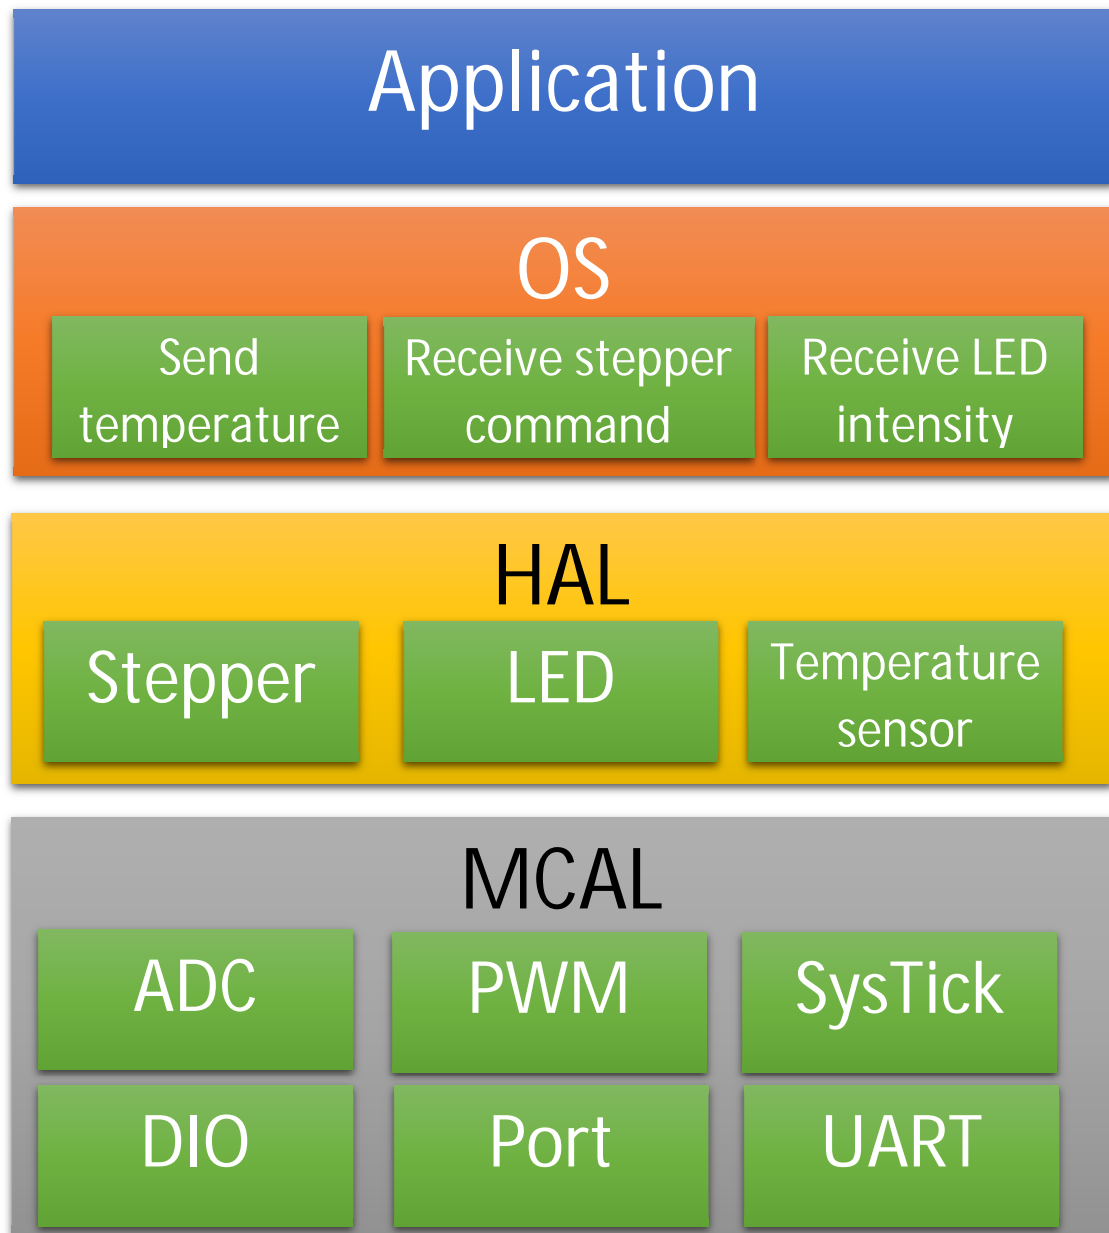 Application
OS
Send
temperature
Receive stepper
command
Receive LED
intensity
HAL
Stepper
LED
Temperature
sensor
MCAL
ADC
PWM
SysTick
DIO
Port
UART